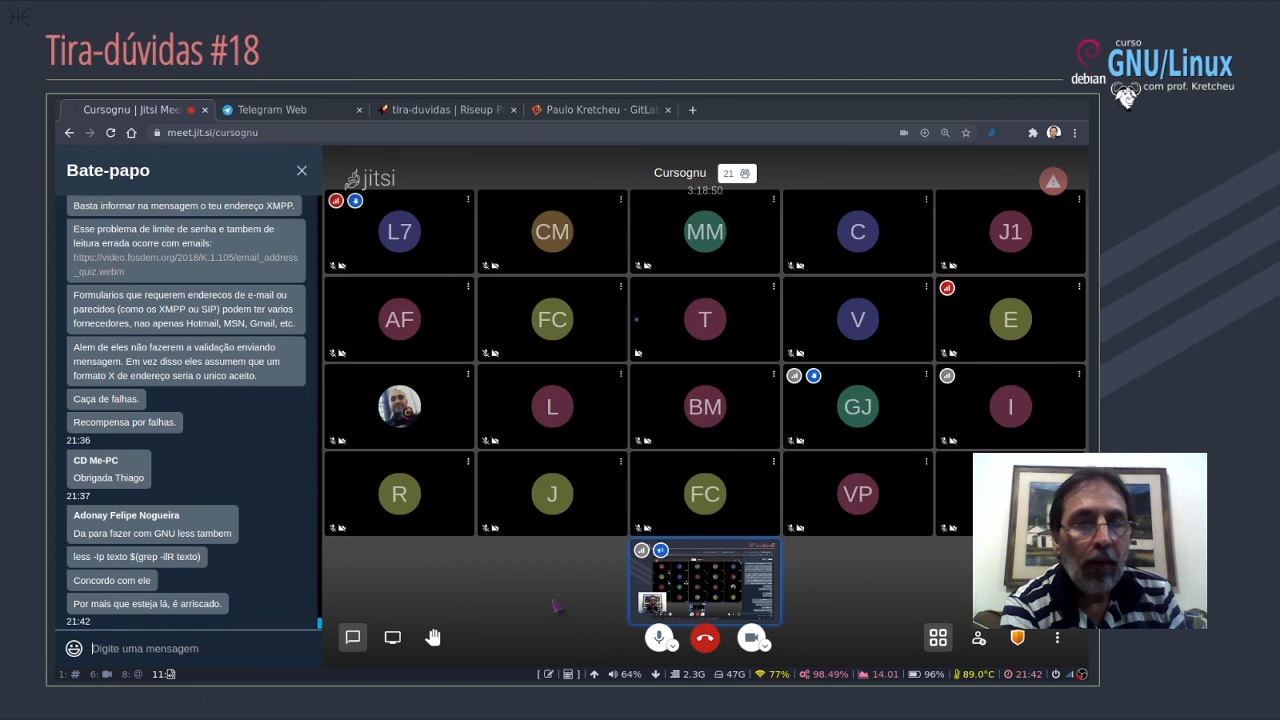 Tira-dúvidas #18
curso
GNU/Linux
com prof. Kretcheu
debian
Cursognu | Jitsi Mee
Telegram Web
tira-duvidas | Riseup P
Paulo Kretcheu · GitLa
meet.jit.si/cursognu
Bate-papo
jitsi
Cursognu
21
3:18:50
Basta informar na mensagem o teu endereço XMPP.
Esse problema de limite de senha e tambem de
leitura errada ocorre com emails:
https://video.fosdem.org/2018/K.1.105/email_address
_quiz.webm
Formularios que requerem enderecos de e-mail ou
parecidos (como os XMPP ou SIP) podem ter varios
fornecedores, nao apenas Hotmail, MSN, Gmail, etc.
Alem de eles não fazerem a validação enviando
mensagem. Em vez disso eles assumem que um
formato X de endereço seria o unico aceito.
Caça de falhas.
Recompensa por falhas.
21:36
CD Me-PC
Obrigada Thiago
21:37
Adonay Felipe Nogueira
Da para fazer com GNU less tambem
less -Ip texto $(grep -ilR texto)
Concordo com ele
Por mais que esteja lá, é arriscado.
21:42
Digite uma mensagem
L7
CM
MM
C
J1
AF
FC
T
V
E
L
BM
GJ
I
R
J
FC
VP
1: #
6:
8: @
11:
64%
2.3G
47G
77%
98.49%
14.01
96%
89.0°C
21:42